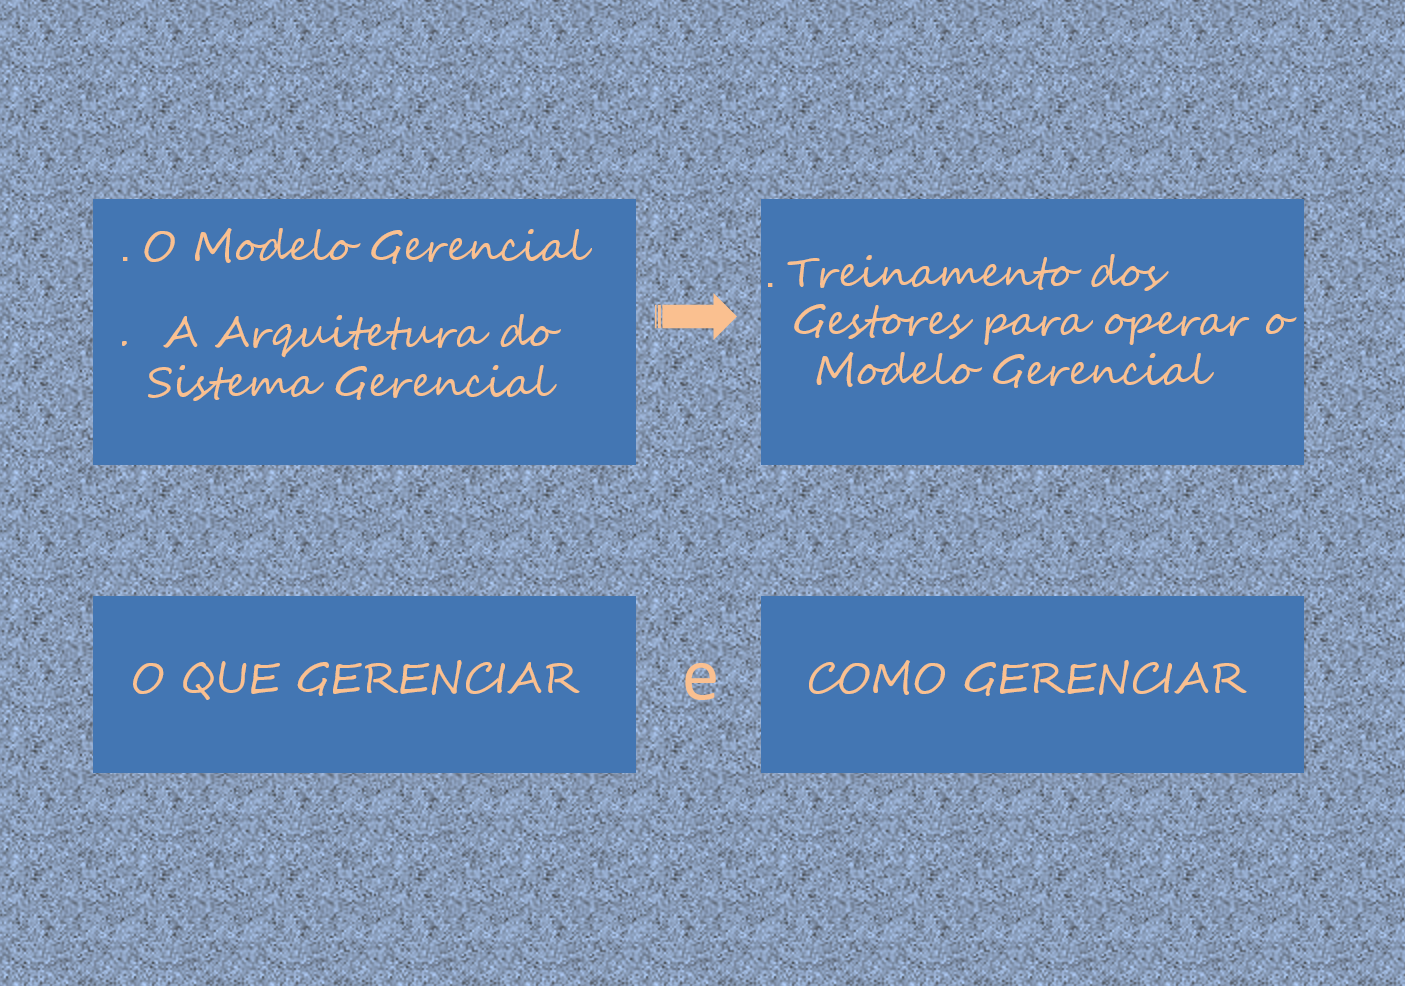 . O Modelo Gerencial
. A Arquitetura do
Sistema Gerencial
. Treinamento dos
Gestores para operar o
Modelo Gerencial
O QUE GERENCIAR
e
COMO GERENCIAR